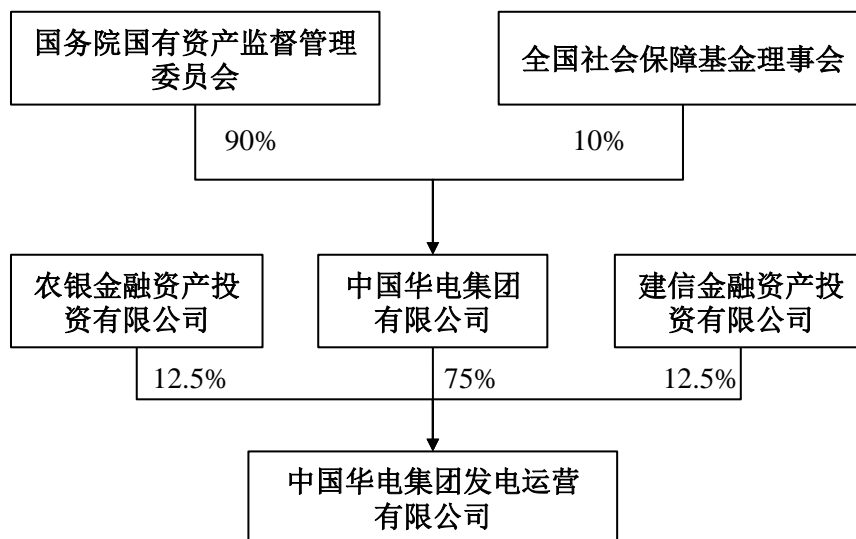 国务院国有资产监督管理
委员会
全国社会保障基金理事会
90%
10%
农银金融资产投
资有限公司
中国华电集团
有限公司
建信金融资产投
资有限公司
12.5%
75%
12.5%
中国华电集团发电运营
有限公司